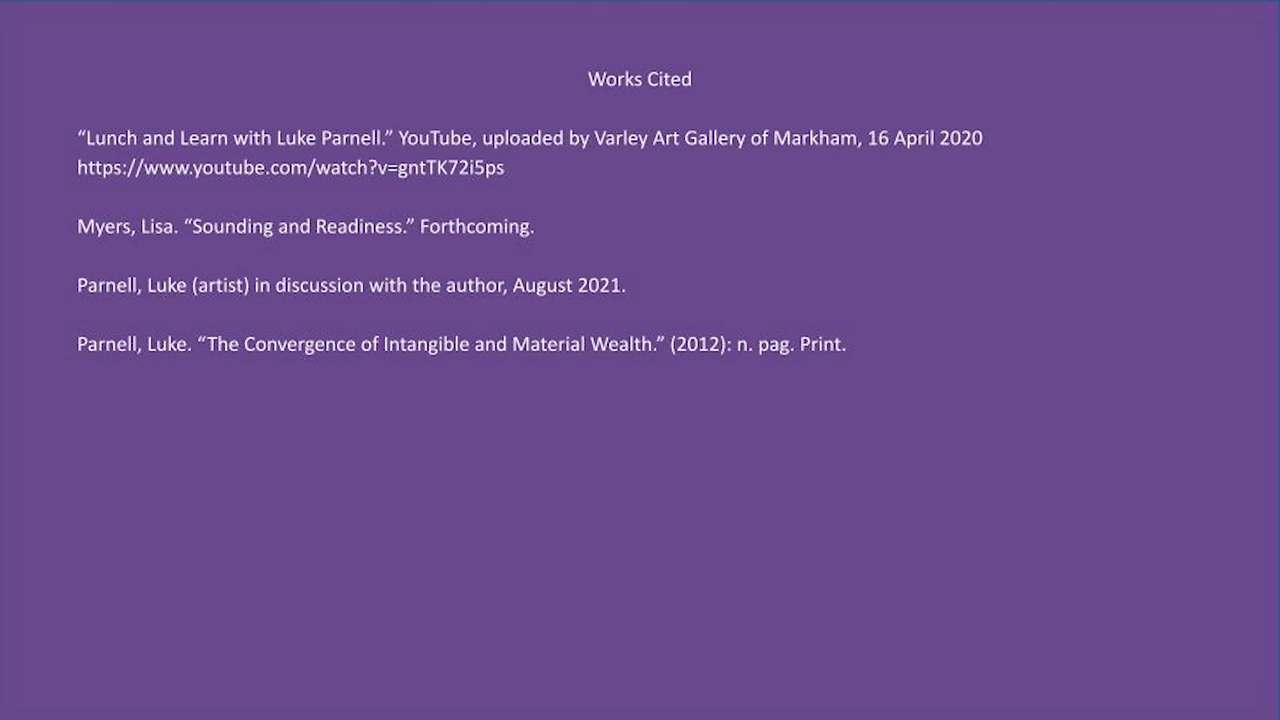 Works Cited
“Lunch and Learn with Luke Parnell.” YouTube, uploaded by Varley Art Gallery of Markham, 16 April 2020
https://www.youtube.com/watch?v=gntTK72i5ps
Myers, Lisa. “Sounding and Readiness.” Forthcoming.
Parnell, Luke (artist) in discussion with the author, August 2021.
Parnell, Luke. “The Convergence of Intangible and Material Wealth.” (2012): n. pag. Print.